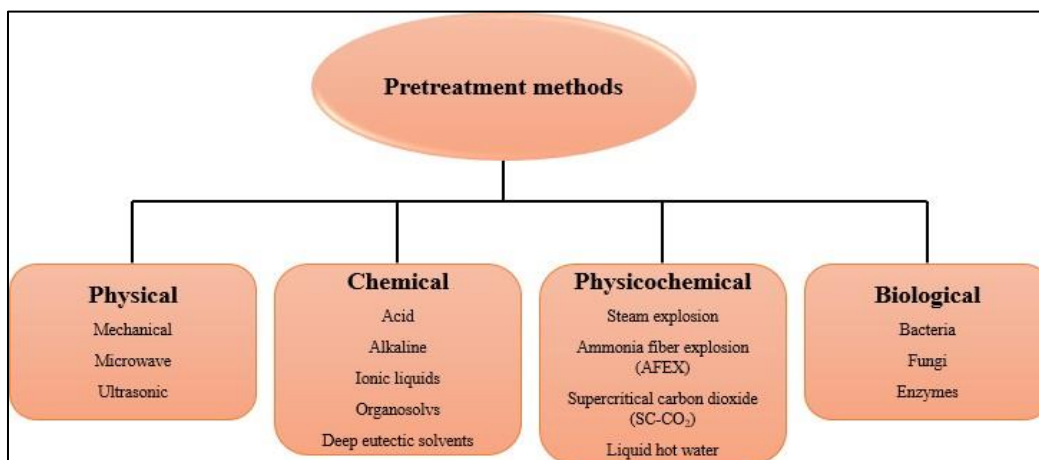 Pretreatment methods
Physical
Mechanical
Microwave
Ultrasonic
Chemical
Acid
Alkaline
Ionic liquids
Organosolvs
Deep eutectic solvents
Physicochemical
Steam explosion
Ammonia fiber explosion
(AFEX)
Supercritical carbon dioxide
(SC-CO₂)
Liquid hot water
Biological
Bacteria
Fungi
Enzymes